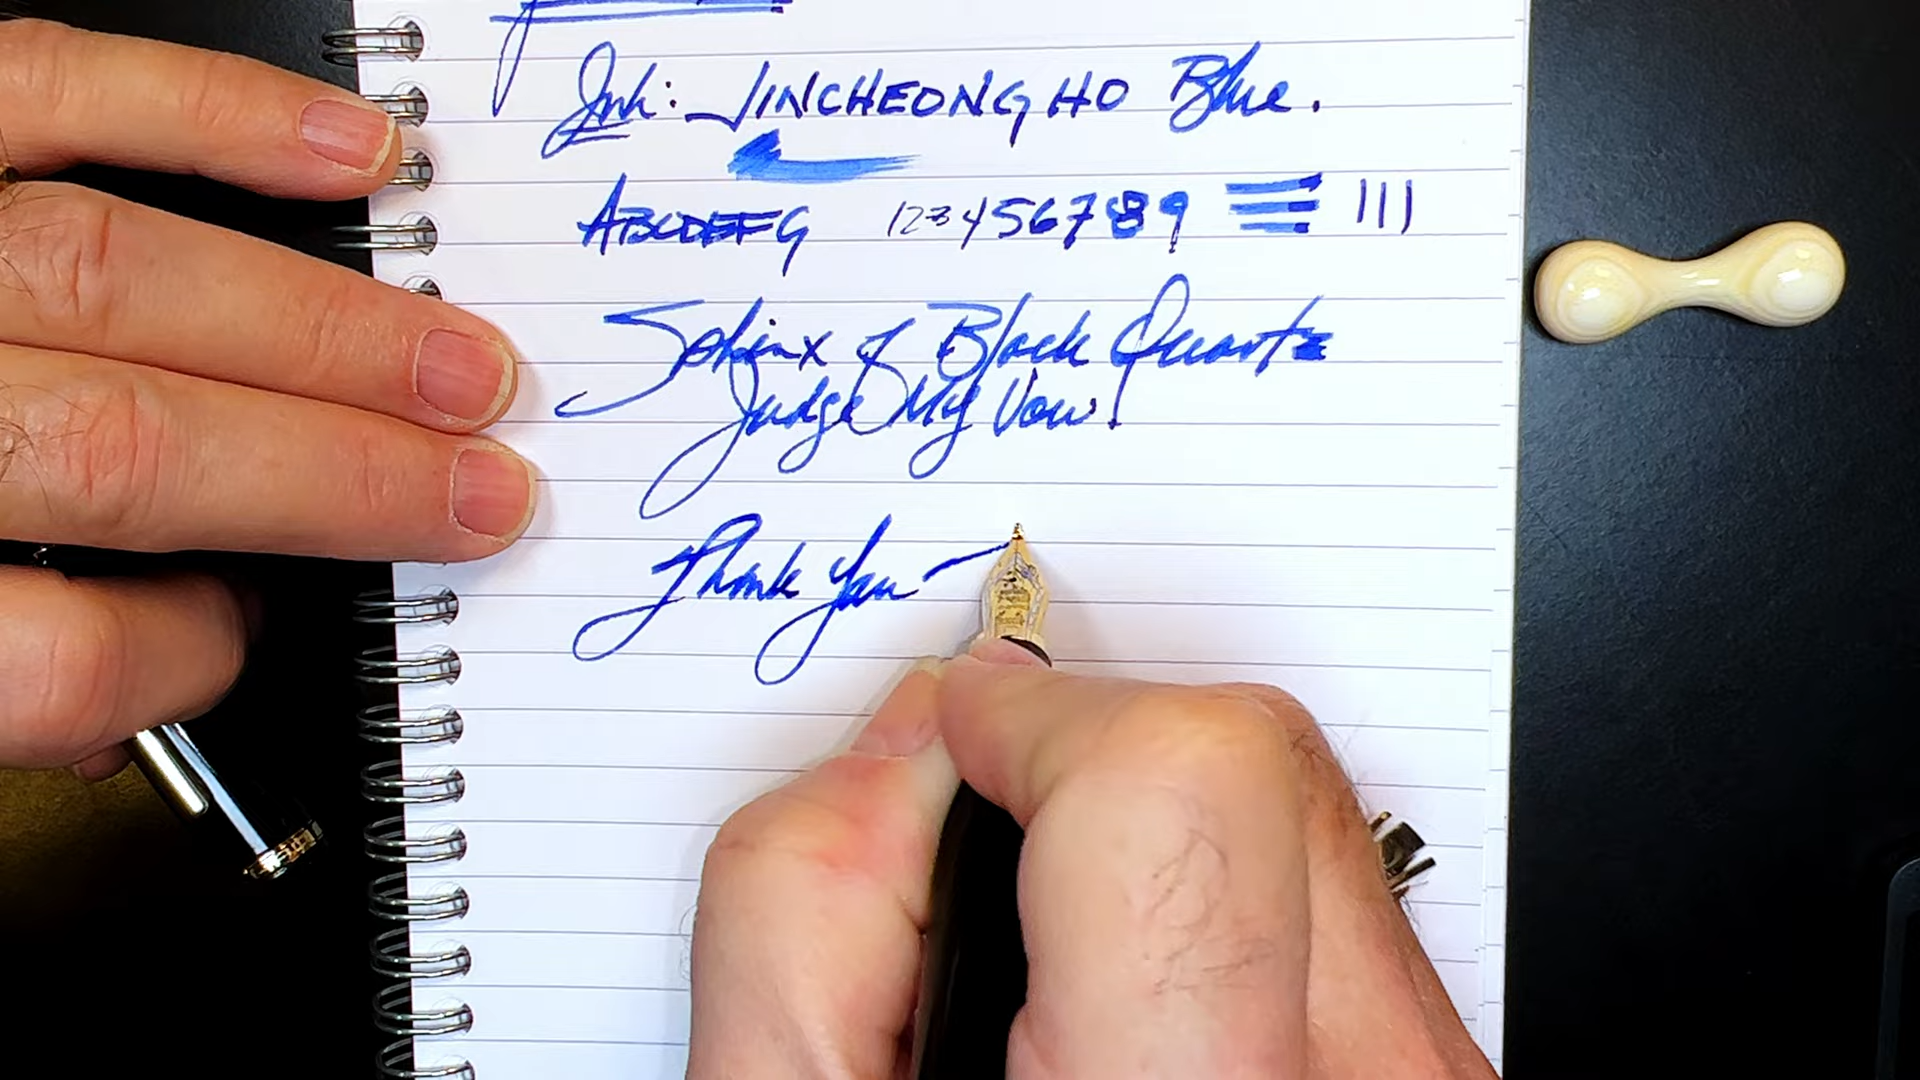 Ink: JINCHEONGHO Blue.
ABCDEFG 123456789
Sphinx of Black Quartz
Judge My Vow!
Thank You